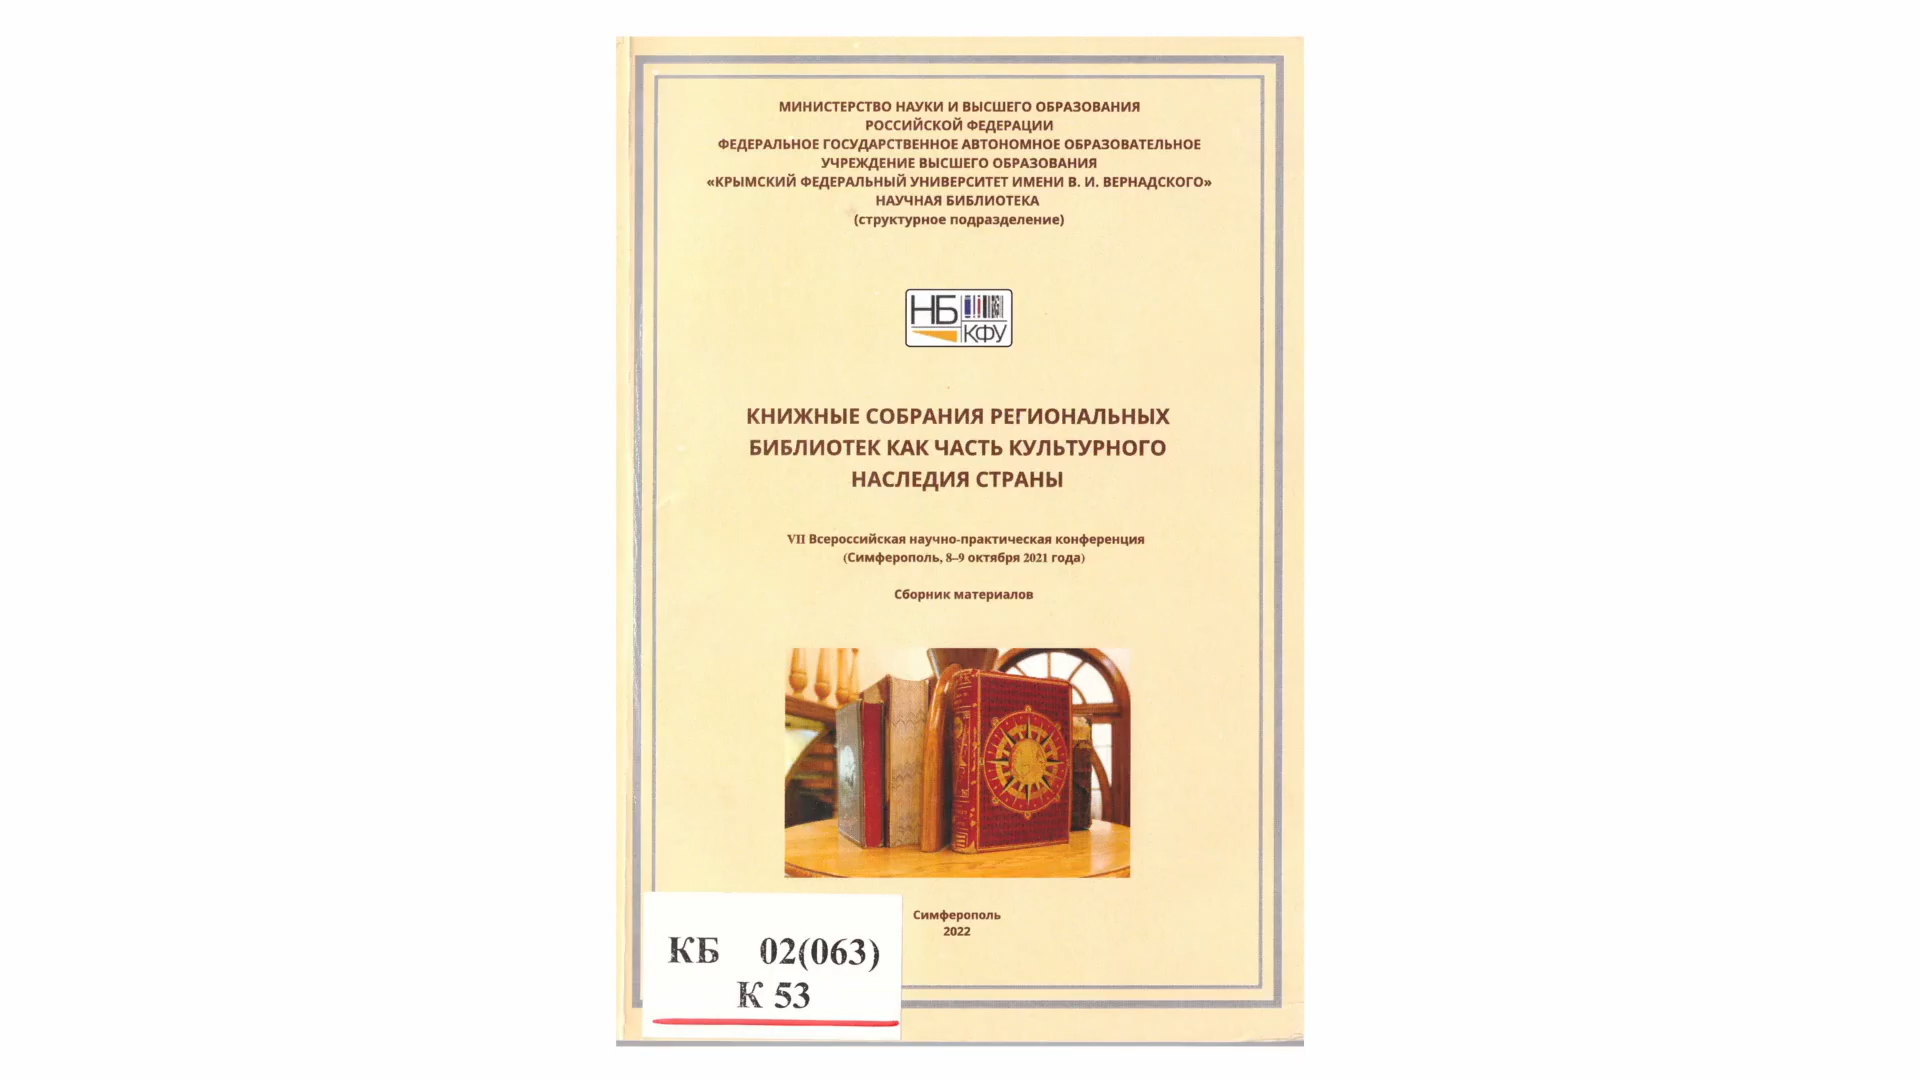 МИНИСТЕРСТВО НАУКИ И ВЫСШЕГО ОБРАЗОВАНИЯ
РОССИЙСКОЙ ФЕДЕРАЦИИ
ФЕДЕРАЛЬНОЕ ГОСУДАРСТВЕННОЕ АВТОНОМНОЕ ОБРАЗОВАТЕЛЬНОЕ
УЧРЕЖДЕНИЕ ВЫСШЕГО ОБРАЗОВАНИЯ
«КРЫМСКИЙ ФЕДЕРАЛЬНЫЙ УНИВЕРСИТЕТ ИМЕНИ В. И. ВЕРНАДСКОГО»
НАУЧНАЯ БИБЛИОТЕКА
(структурное подразделение)
НБ
КФУ
КНИЖНЫЕ СОБРАНИЯ РЕГИОНАЛЬНЫХ
БИБЛИОТЕК КАК ЧАСТЬ КУЛЬТУРНОГО
НАСЛЕДИЯ СТРАНЫ
VII Всероссийская научно-практическая конференция
(Симферополь, 8–9 октября 2021 года)
Сборник материалов
Симферополь
2022
КБ 02(063)
К 53